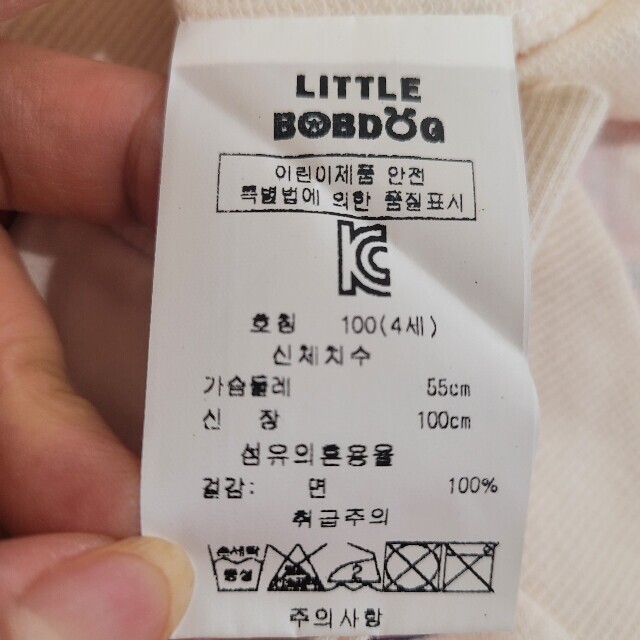 LITTLE
BOBDOG
어린이제품 안전
특별법에 의한 품질표시
KC
호칭 100(4세)
신체치수
가슴둘레 55cm
신 장 100cm
섬유의혼용율
겉감: 면 100%
취급주의
손세탁
중성 2
주의사항